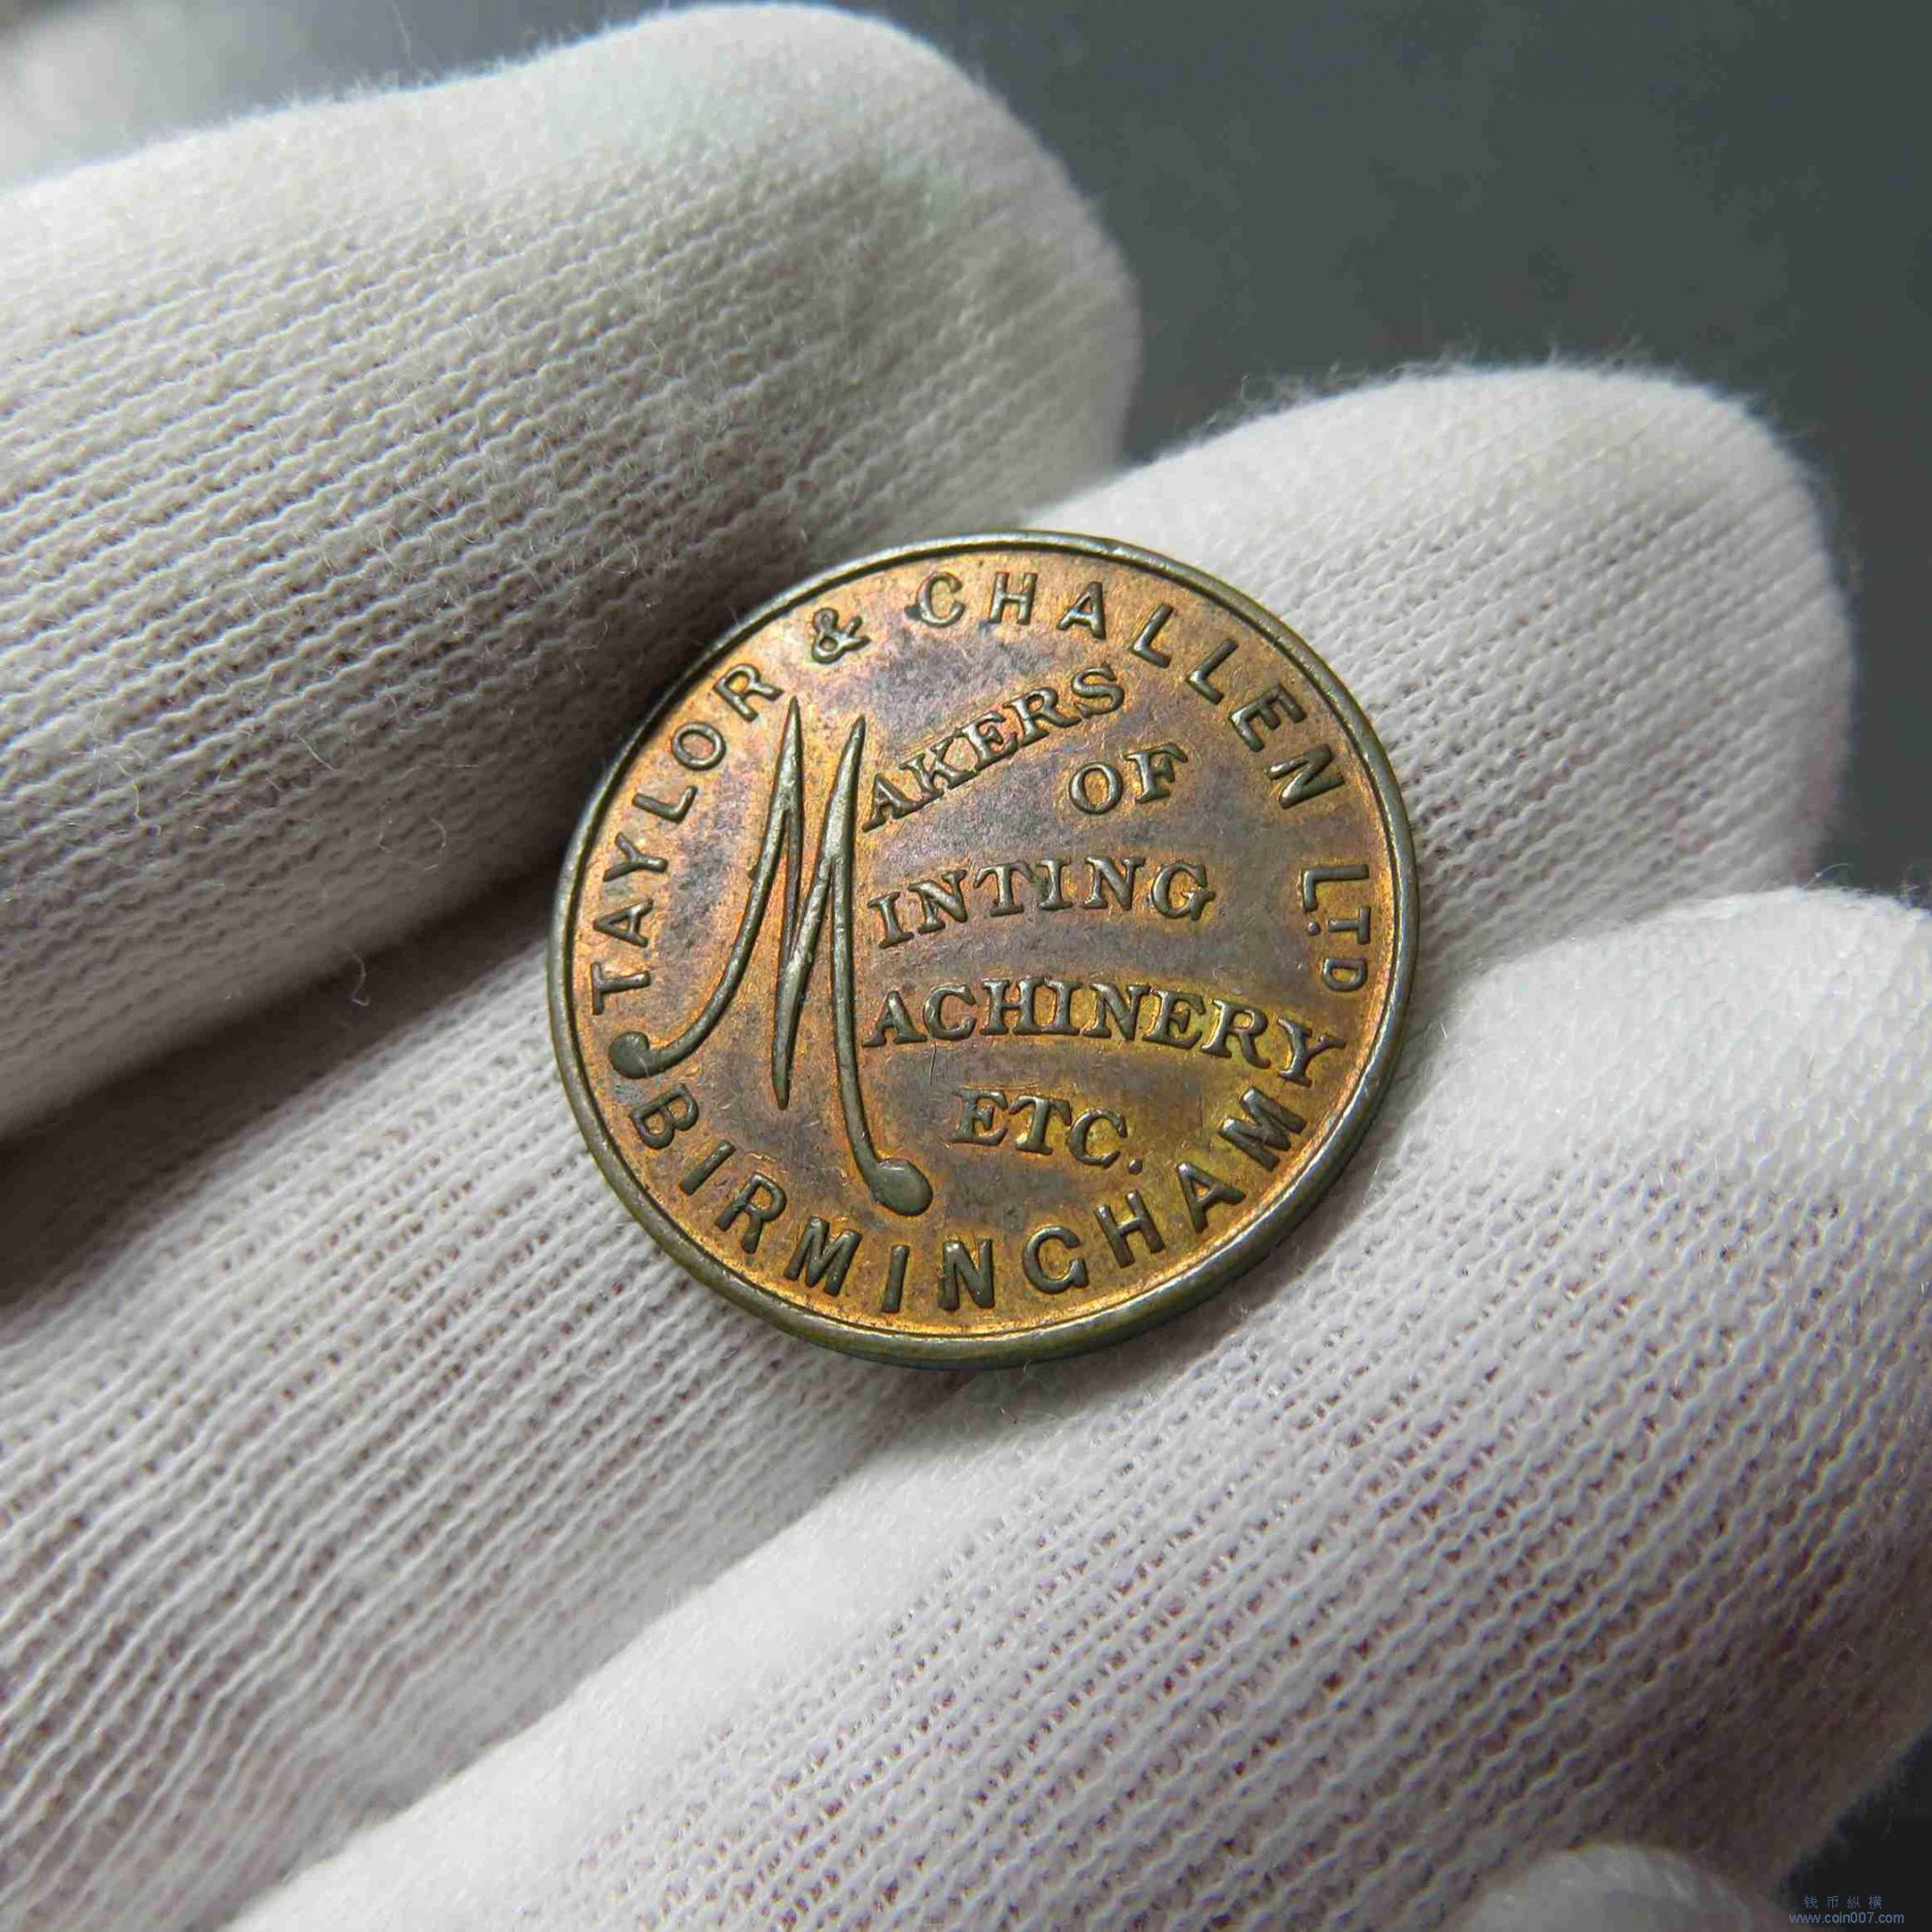 TAYLOR & CHALLEN LTD
MAKERS
OF
MINTING
MACHINERY
ETC.
BIRMINGHAM
钱币纵横
www.coin007.com